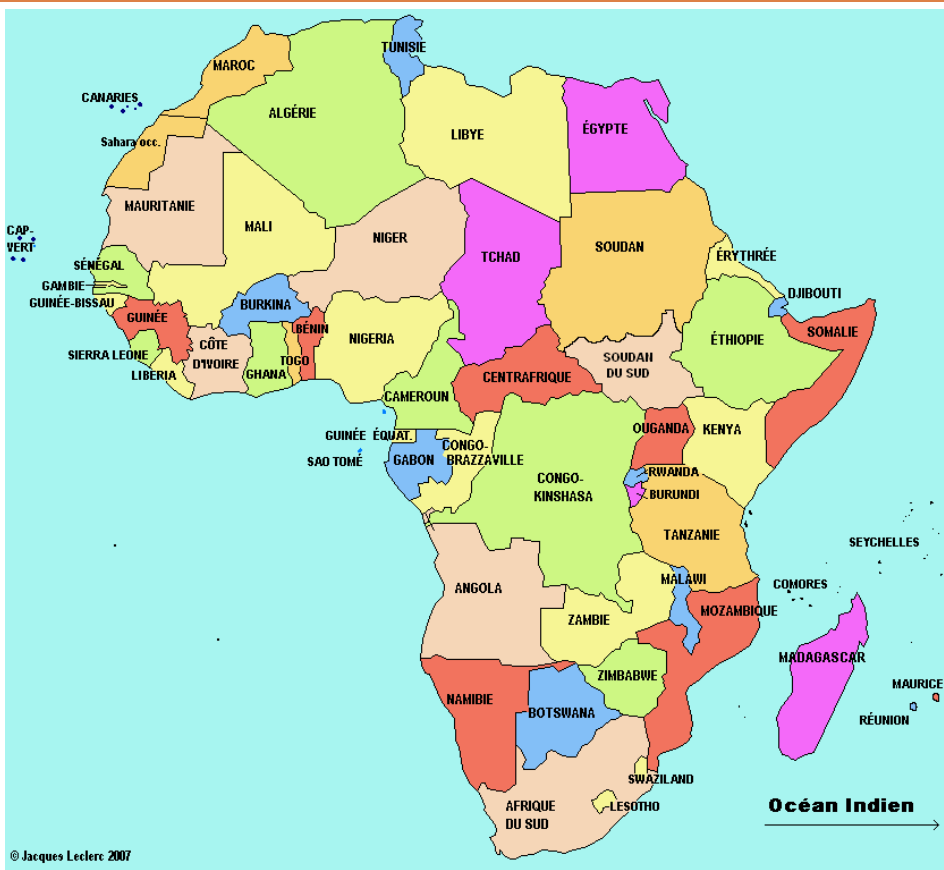 TUNISIE
MAROC
CANARIES
ALGÉRIE
LIBYE
ÉGYPTE
Sahara occ.
MAURITANIE
MALI
NIGER
CAP-
VERT
TCHAD
SOUDAN
ÉRYTHRÉE
SÉNÉGAL
GAMBIE
GUINÉE-BISSAU
DJIBOUTI
BURKINA
GUINÉE
BÉNIN
SOMALIE
NIGERIA
CÔTE
D'IVOIRE
ÉTHIOPIE
SIERRA LEONE
SOUDAN
DU SUD
TOGO
LIBERIA
GHANA
CENTRAFRIQUE
CAMEROUN
OUGANDA
KENYA
GUINÉE ÉQUAT.
CONGO-
BRAZZAVILLE
SAO TOMÉ
GABON
RWANDA
CONGO-
KINSHASA
BURUNDI
TANZANIE
SEYCHELLES
MALAWI
COMORES
ANGOLA
MOZAMBIQUE
ZAMBIE
MADAGASCAR
ZIMBABWE
MAURICE
NAMIBIE
BOTSWANA
RÉUNION
SWAZILAND
AFRIQUE
DU SUD
LESOTHO
Océan Indien
© Jacques Leclerc 2007